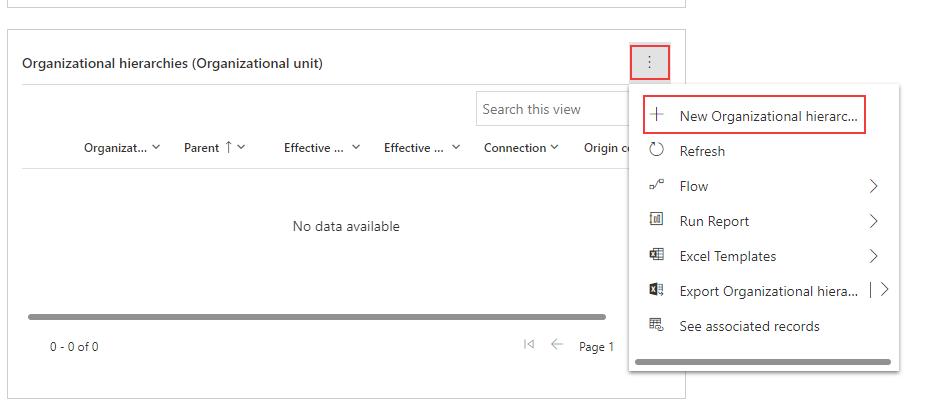 Organizational hierarchies (Organizational unit)
Search this view
Organizat... Parent Effective ... Effective ... Connection Origin co
No data available
0 - 0 of 0
Page 1
New Organizational hierarc...
Refresh
Flow
Run Report
Excel Templates
Export Organizational hiera...
See associated records